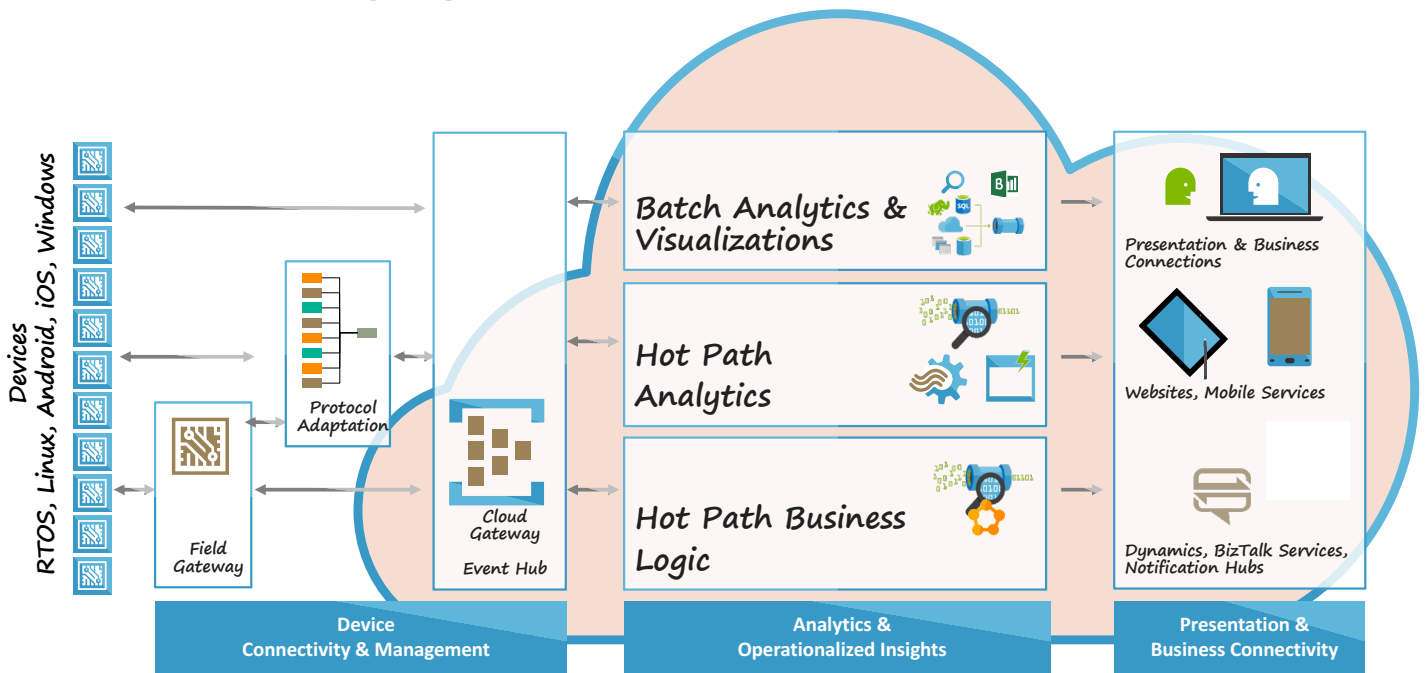 Devices
RTOS, Linux, Android, iOS, Windows
Protocol
Adaptation
Field
Gateway
Cloud
Gateway
Event Hub
Batch Analytics &
Visualizations
SQL
Hot Path
Analytics
Hot Path Business
Logic
Presentation & Business
Connections
Websites, Mobile Services
Dynamics, BizTalk Services,
Notification Hubs
Device
Connectivity & Management
Analytics &
Operationalized Insights
Presentation &
Business Connectivity